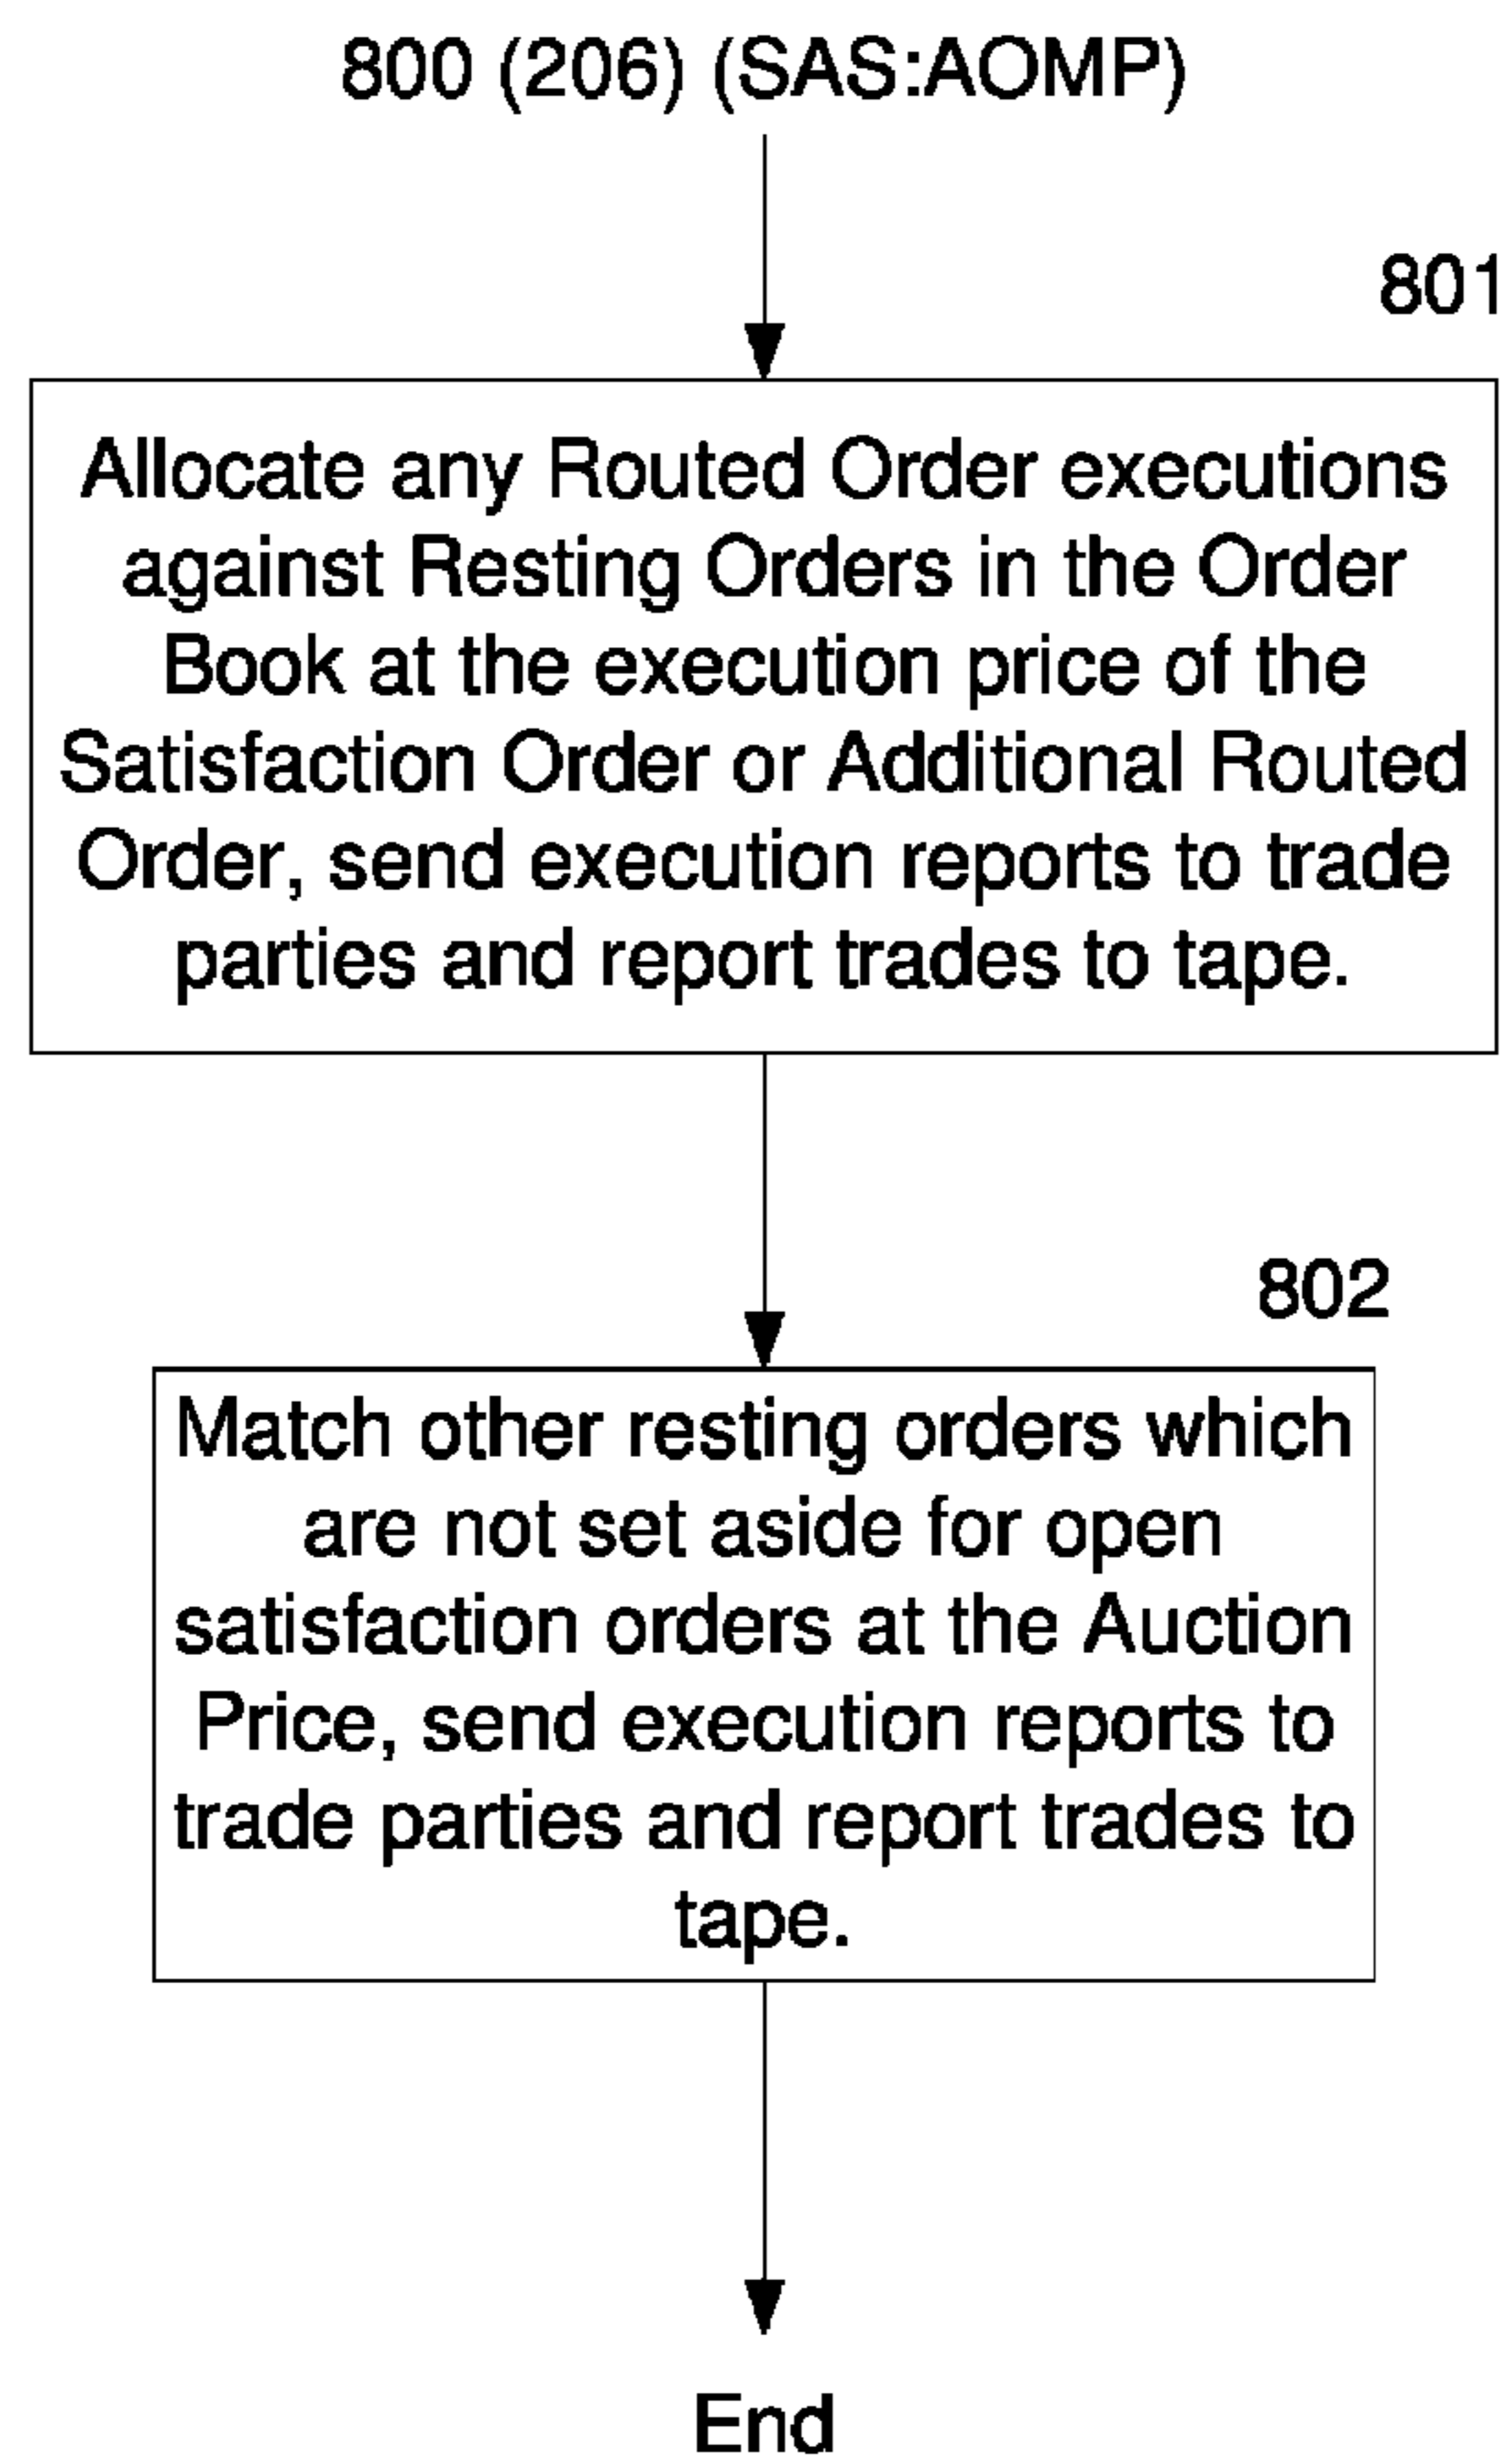 800 (206) (SAS:AOMP)
801
Allocate any Routed Order executions
against Resting Orders in the Order
Book at the execution price of the
Satisfaction Order or Additional Routed
Order, send execution reports to trade
parties and report trades to tape.
802
Match other resting orders which
are not set aside for open
satisfaction orders at the Auction
Price, send execution reports to
trade parties and report trades to
tape.
End